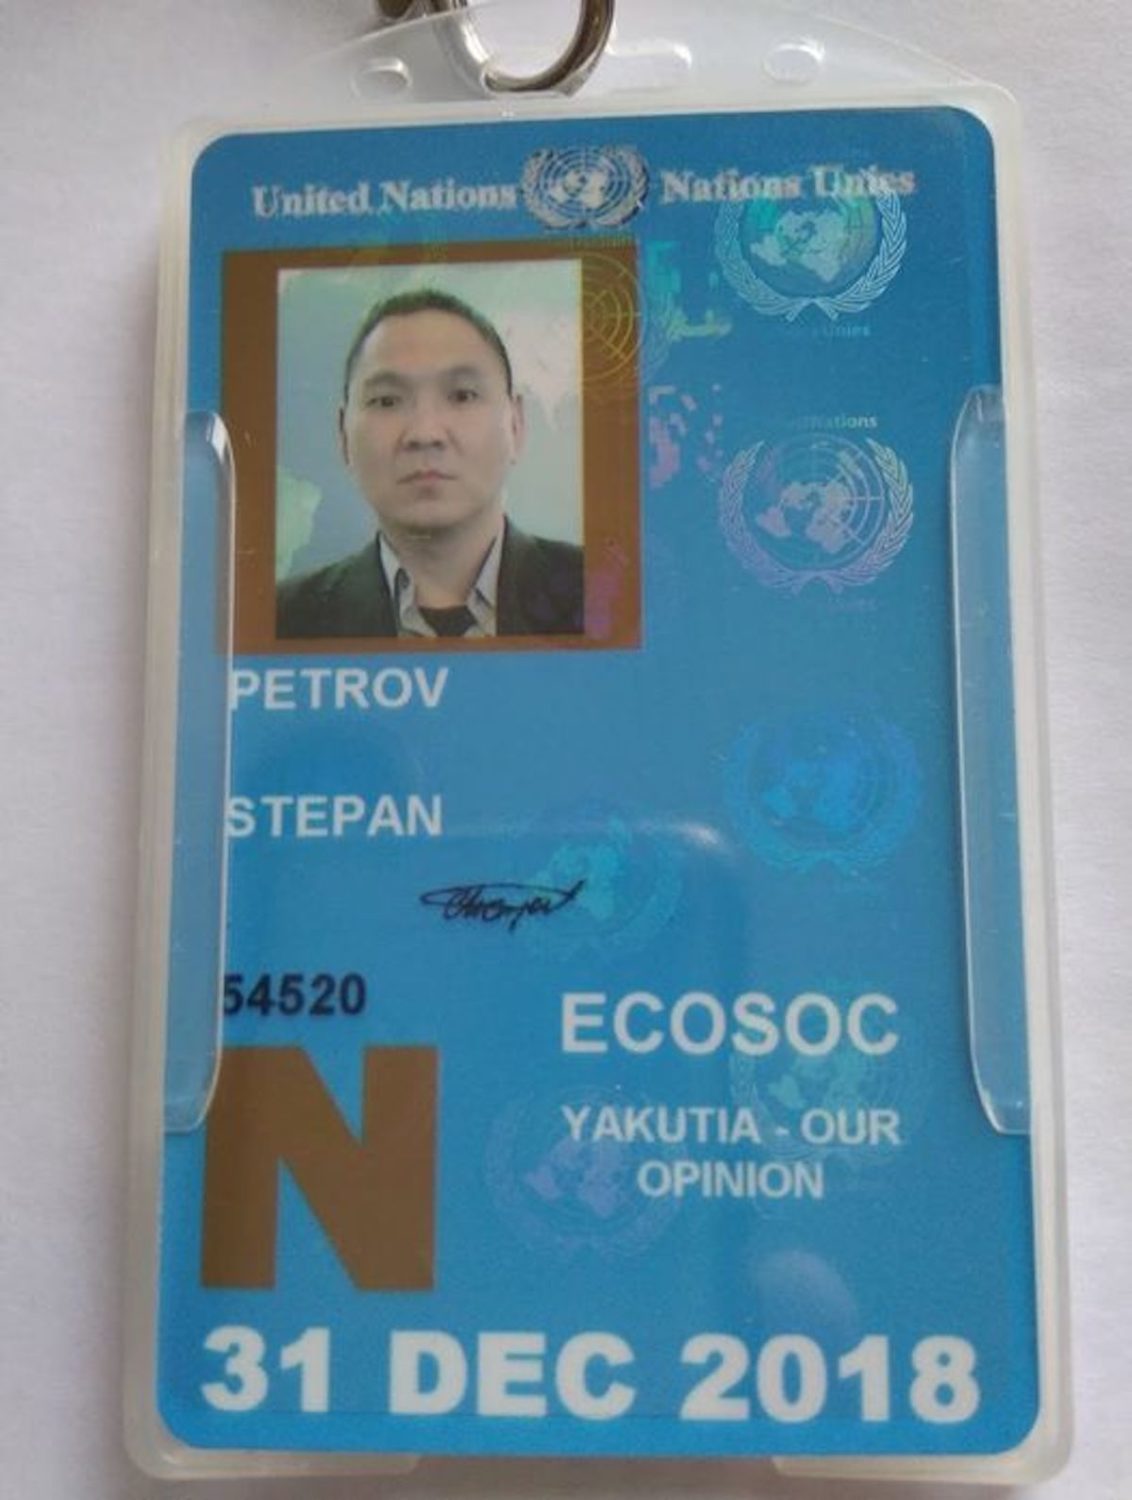 United Nations Nations Unies
PETROV
STEPAN
54520
ECOSOC
YAKUTIA - OUR
OPINION
N
31 DEC 2018